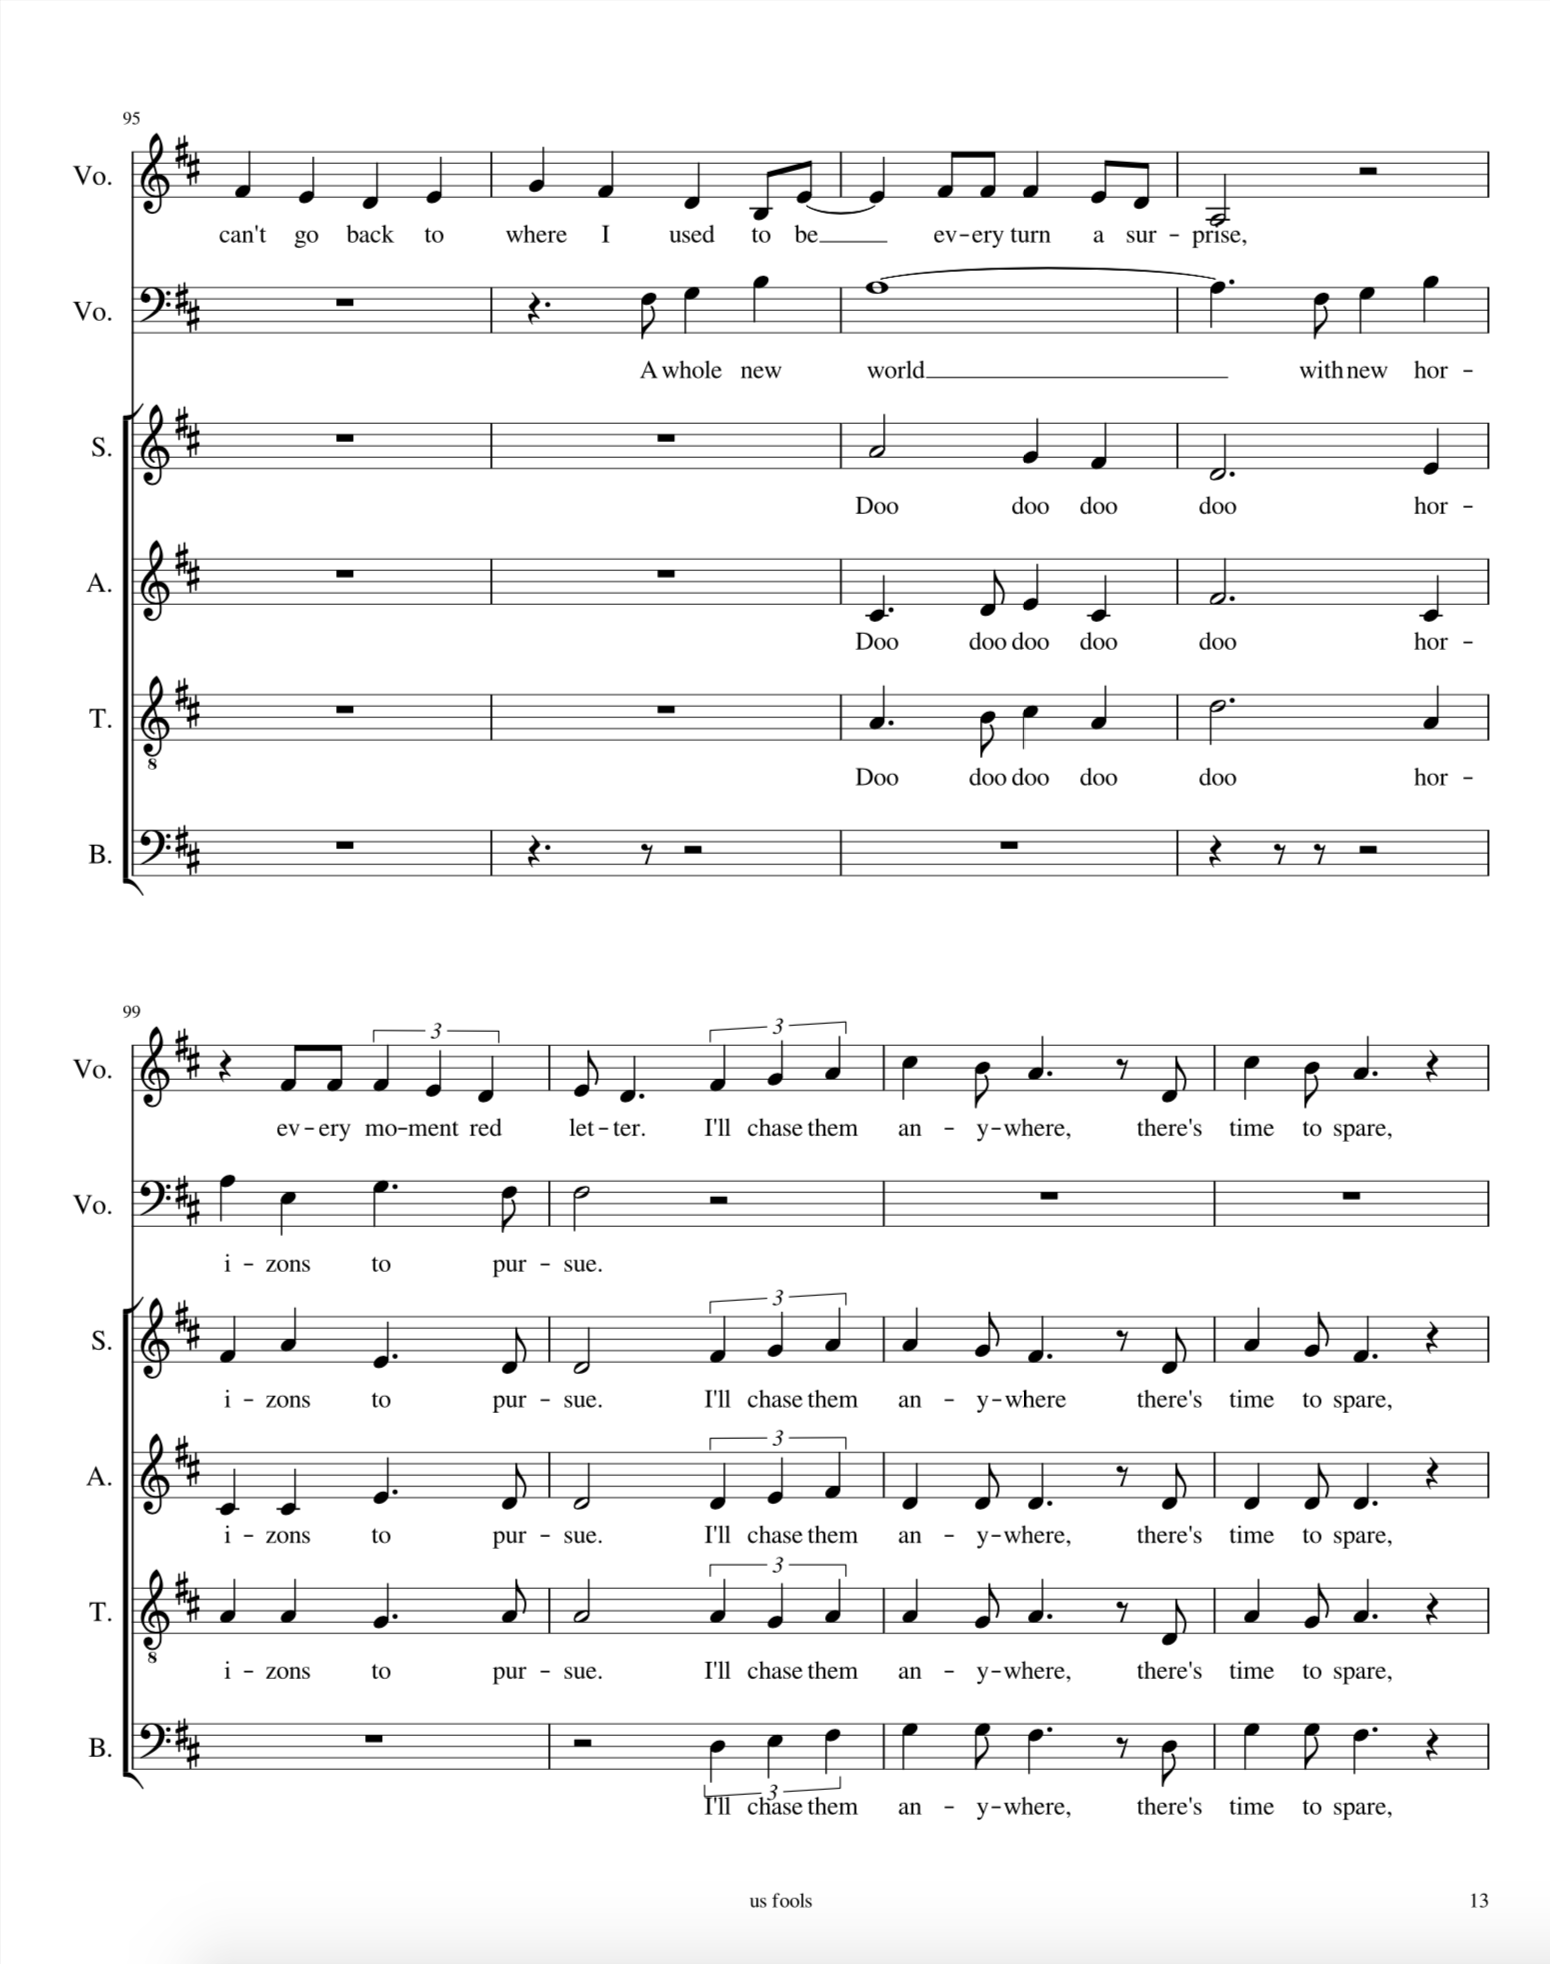 95
Vo.
can't go back to where I used to be ev-ery turn a sur-prise,
Vo.
A whole new world with new hor-
S.
Doo doo doo doo hor-
A.
Doo doo doo doo doo hor-
T.
8
Doo doo doo doo doo hor-
B.
99
3 3
Vo.
ev-ery mo-ment red let-ter. I'll chase them an-y-where, there's time to spare,
Vo.
i-zons to pur-sue.
3
S.
i-zons to pur-sue. I'll chase them an-y-where there's time to spare,
3
A.
i-zons to pur-sue. I'll chase them an-y-where, there's time to spare,
3
T.
8
i-zons to pur-sue. I'll chase them an-y-where, there's time to spare,
B.
3
I'll chase them an-y-where, there's time to spare,
us fools 13